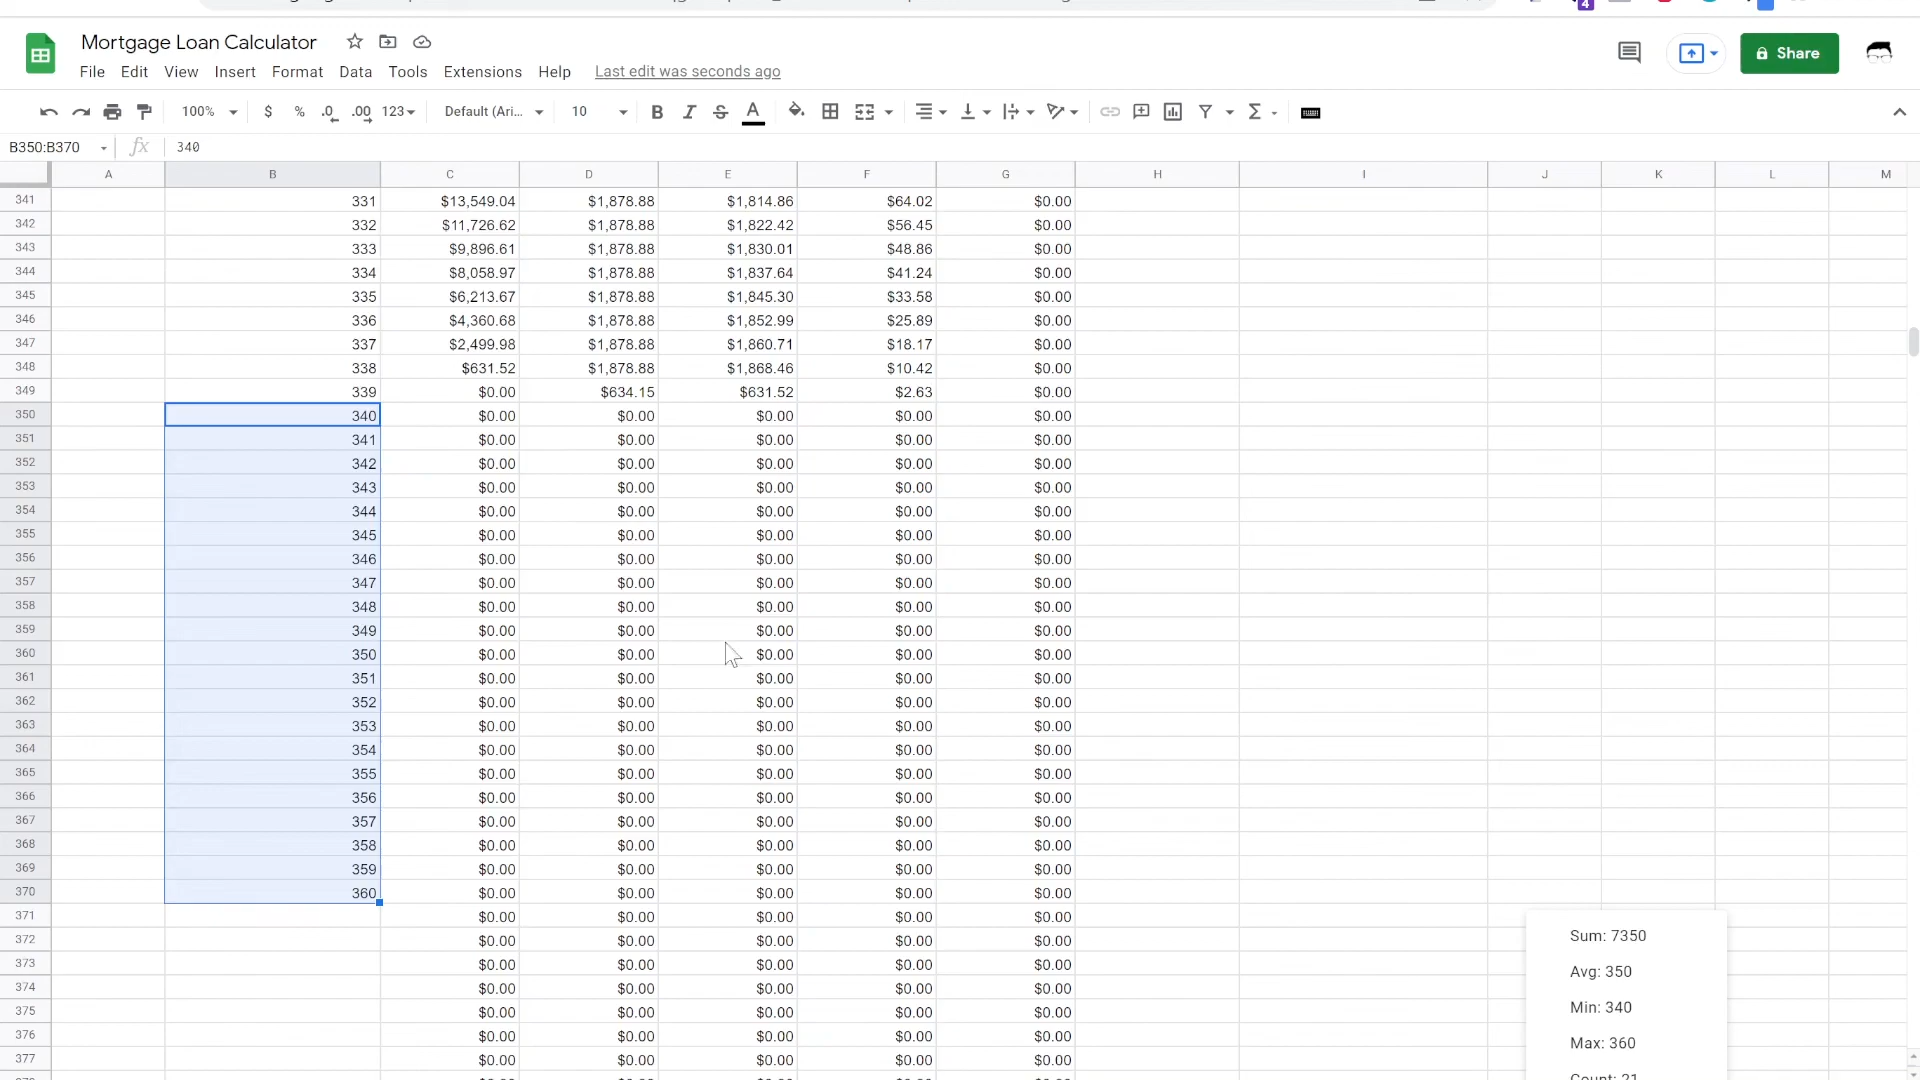 4
Mortgage Loan Calculator
Share
File Edit View Insert Format Data Tools Extensions Help Last edit was seconds ago
100% $ % .0 .00 123 Default (Ari... 10 B I S A Σ
B350:B370 fx 340
A B C D E F G H I J K L M
341 331 $13,549.04 $1,878.88 $1,814.86 $64.02 $0.00
342 332 $11,726.62 $1,878.88 $1,822.42 $56.45 $0.00
343 333 $9,896.61 $1,878.88 $1,830.01 $48.86 $0.00
344 334 $8,058.97 $1,878.88 $1,837.64 $41.24 $0.00
345 335 $6,213.67 $1,878.88 $1,845.30 $33.58 $0.00
346 336 $4,360.68 $1,878.88 $1,852.99 $25.89 $0.00
347 337 $2,499.98 $1,878.88 $1,860.71 $18.17 $0.00
348 338 $631.52 $1,878.88 $1,868.46 $10.42 $0.00
349 339 $0.00 $634.15 $631.52 $2.63 $0.00
350 340 $0.00 $0.00 $0.00 $0.00 $0.00
351 341 $0.00 $0.00 $0.00 $0.00 $0.00
352 342 $0.00 $0.00 $0.00 $0.00 $0.00
353 343 $0.00 $0.00 $0.00 $0.00 $0.00
354 344 $0.00 $0.00 $0.00 $0.00 $0.00
355 345 $0.00 $0.00 $0.00 $0.00 $0.00
356 346 $0.00 $0.00 $0.00 $0.00 $0.00
357 347 $0.00 $0.00 $0.00 $0.00 $0.00
358 348 $0.00 $0.00 $0.00 $0.00 $0.00
359 349 $0.00 $0.00 $0.00 $0.00 $0.00
360 350 $0.00 $0.00 $0.00 $0.00 $0.00
361 351 $0.00 $0.00 $0.00 $0.00 $0.00
362 352 $0.00 $0.00 $0.00 $0.00 $0.00
363 353 $0.00 $0.00 $0.00 $0.00 $0.00
364 354 $0.00 $0.00 $0.00 $0.00 $0.00
365 355 $0.00 $0.00 $0.00 $0.00 $0.00
366 356 $0.00 $0.00 $0.00 $0.00 $0.00
367 357 $0.00 $0.00 $0.00 $0.00 $0.00
368 358 $0.00 $0.00 $0.00 $0.00 $0.00
369 359 $0.00 $0.00 $0.00 $0.00 $0.00
370 360 $0.00 $0.00 $0.00 $0.00 $0.00
371 $0.00 $0.00 $0.00 $0.00 $0.00
372 $0.00 $0.00 $0.00 $0.00 $0.00
373 $0.00 $0.00 $0.00 $0.00 $0.00
374 $0.00 $0.00 $0.00 $0.00 $0.00
375 $0.00 $0.00 $0.00 $0.00 $0.00
376 $0.00 $0.00 $0.00 $0.00 $0.00
377 $0.00 $0.00 $0.00 $0.00 $0.00
Sum: 7350
Avg: 350
Min: 340
Max: 360
Count: 21